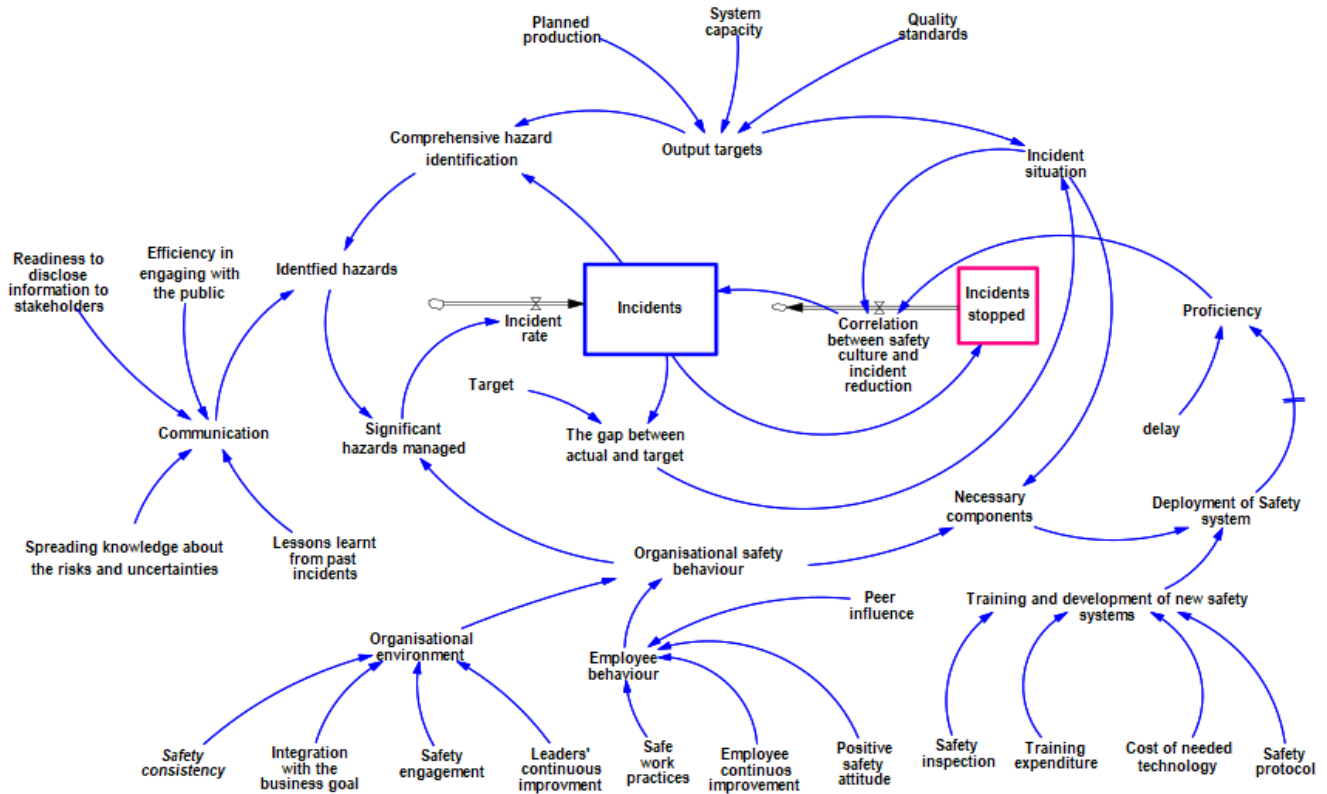 Planned
production
System
capacity
Quality
standards
Comprehensive hazard
identification
Output targets
Incident
situation
Readiness to
disclose
information to
stakeholders
Efficiency in
engaging with
the public
Identfied hazards
Incident
rate
Incidents
Correlation
between safety
culture and
incident
reduction
Incidents
stopped
Proficiency
Target
Communication
Significant
hazards managed
The gap between
actual and target
delay
Necessary
components
Deployment of Safety
system
Spreading knowledge about
the risks and uncertainties
Lessons learnt
from past
incidents
Organisational safety
behaviour
Peer
influence
Training and development of new safety
systems
Organisational
environment
Employee
behaviour
Safety
consistency
Integration
with the
business goal
Safety
engagement
Leaders'
continuous
improvment
Safe
work
practices
Employee
continuos
improvement
Positive
safety
attitude
Safety
inspection
Training
expenditure
Cost of needed
technology
Safety
protocol